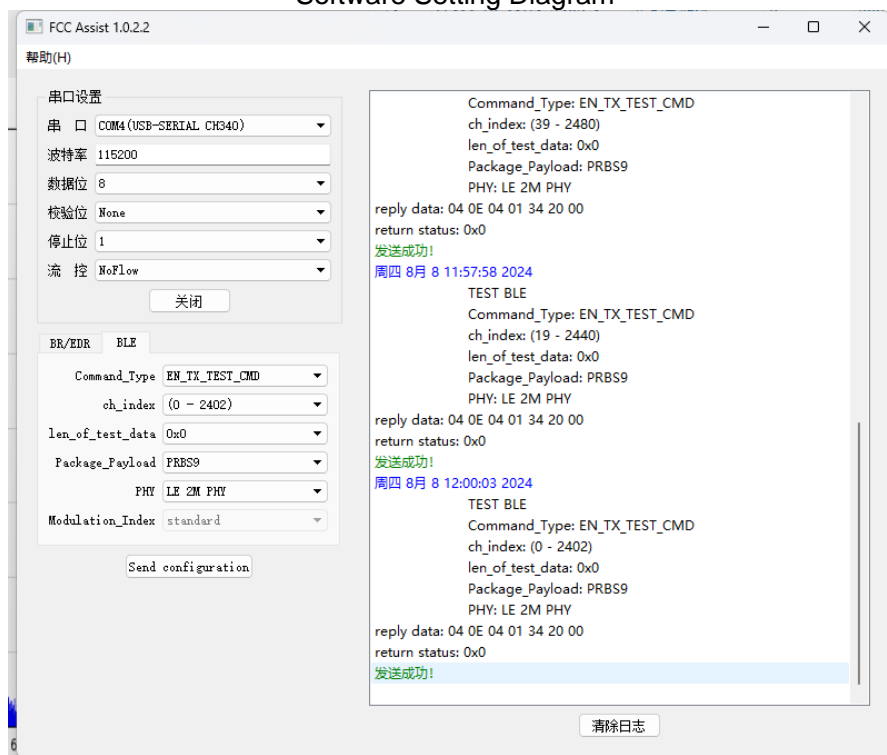 Software Setting Diagram
FCC Assist 1.0.2.2
帮助(H)
串口设置
串 口 COM4(USB-SERIAL CH340)
波特率 115200
数据位 8
校验位 None
停止位 1
流 控 NoFlow
关闭
BR/EDR BLE
Command_Type EN_TX_TEST_CMD
ch_index (0 - 2402)
len_of_test_data 0x0
Package_Payload PRBS9
PHY LE 2M PHY
Modulation_Index standard
Send configuration
Command_Type: EN_TX_TEST_CMD
ch_index: (39 - 2480)
len_of_test_data: 0x0
Package_Payload: PRBS9
PHY: LE 2M PHY
reply data: 04 0E 04 01 34 20 00
return status: 0x0
发送成功!
周四 8月 8 11:57:58 2024
TEST BLE
Command_Type: EN_TX_TEST_CMD
ch_index: (19 - 2440)
len_of_test_data: 0x0
Package_Payload: PRBS9
PHY: LE 2M PHY
reply data: 04 0E 04 01 34 20 00
return status: 0x0
发送成功!
周四 8月 8 12:00:03 2024
TEST BLE
Command_Type: EN_TX_TEST_CMD
ch_index: (0 - 2402)
len_of_test_data: 0x0
Package_Payload: PRBS9
PHY: LE 2M PHY
reply data: 04 0E 04 01 34 20 00
return status: 0x0
发送成功!
清除日志
6